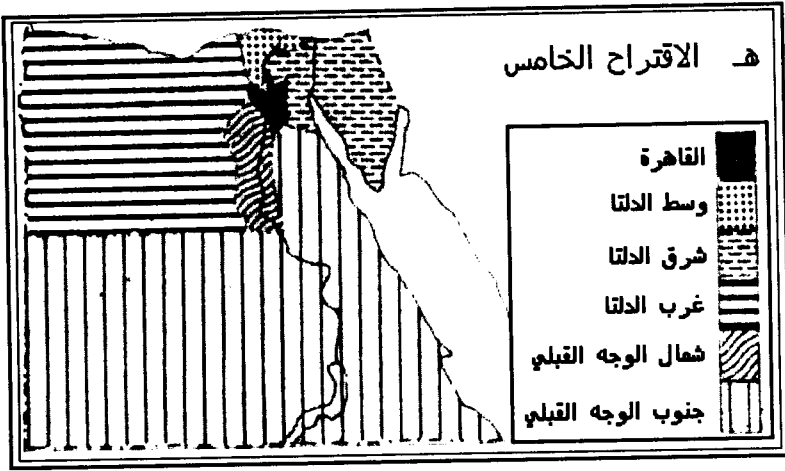 هـ الاقتراح الخامس
القاهرة
وسط الدلتا
شرق الدلتا
غرب الدلتا
شمال الوجه القبلي
جنوب الوجه القبلي